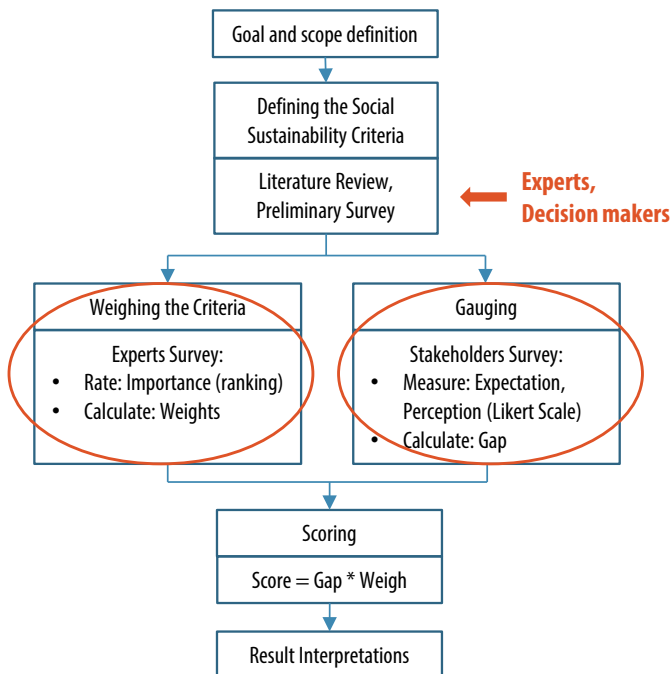 Goal and scope definition
Defining the Social
Sustainability Criteria
Literature Review,
Preliminary Survey
Experts,
Decision makers
Weighing the Criteria
Experts Survey:
• Rate: Importance (ranking)
• Calculate: Weights
Gauging
Stakeholders Survey:
• Measure: Expectation,
Perception (Likert Scale)
• Calculate: Gap
Scoring
Score = Gap * Weigh
Result Interpretations